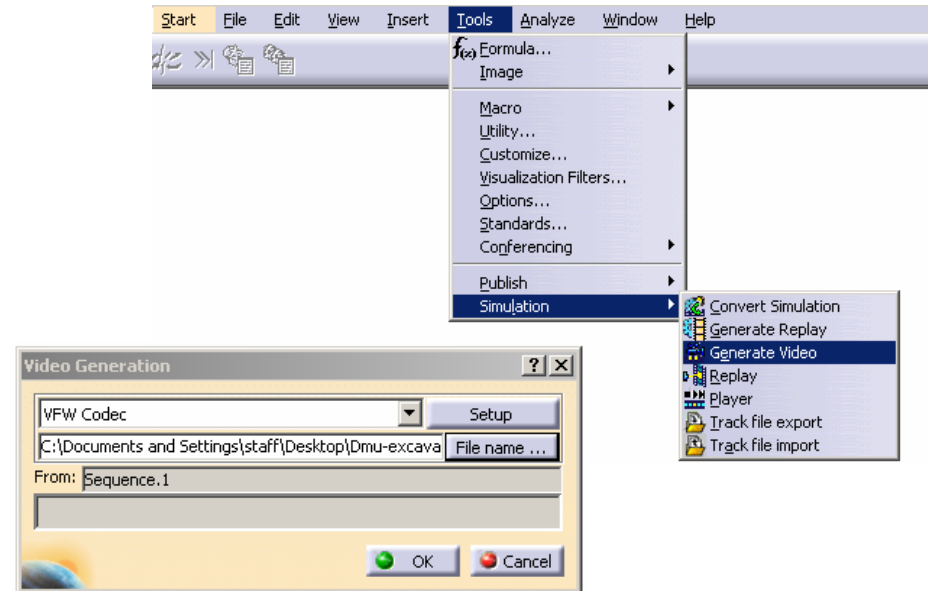 Start File Edit View Insert Tools Analyze Window Help
f(x) Formula...
Image
Macro
Utility...
Customize...
Visualization Filters...
Options...
Standards...
Conferencing
Publish
Simulation
Convert Simulation
Generate Replay
Generate Video
Replay
Player
Track file export
Track file import
Video Generation
VFW Codec Setup
C:\Documents and Settings\staff\Desktop\Dmu-excava File name ...
From: Sequence.1
OK Cancel